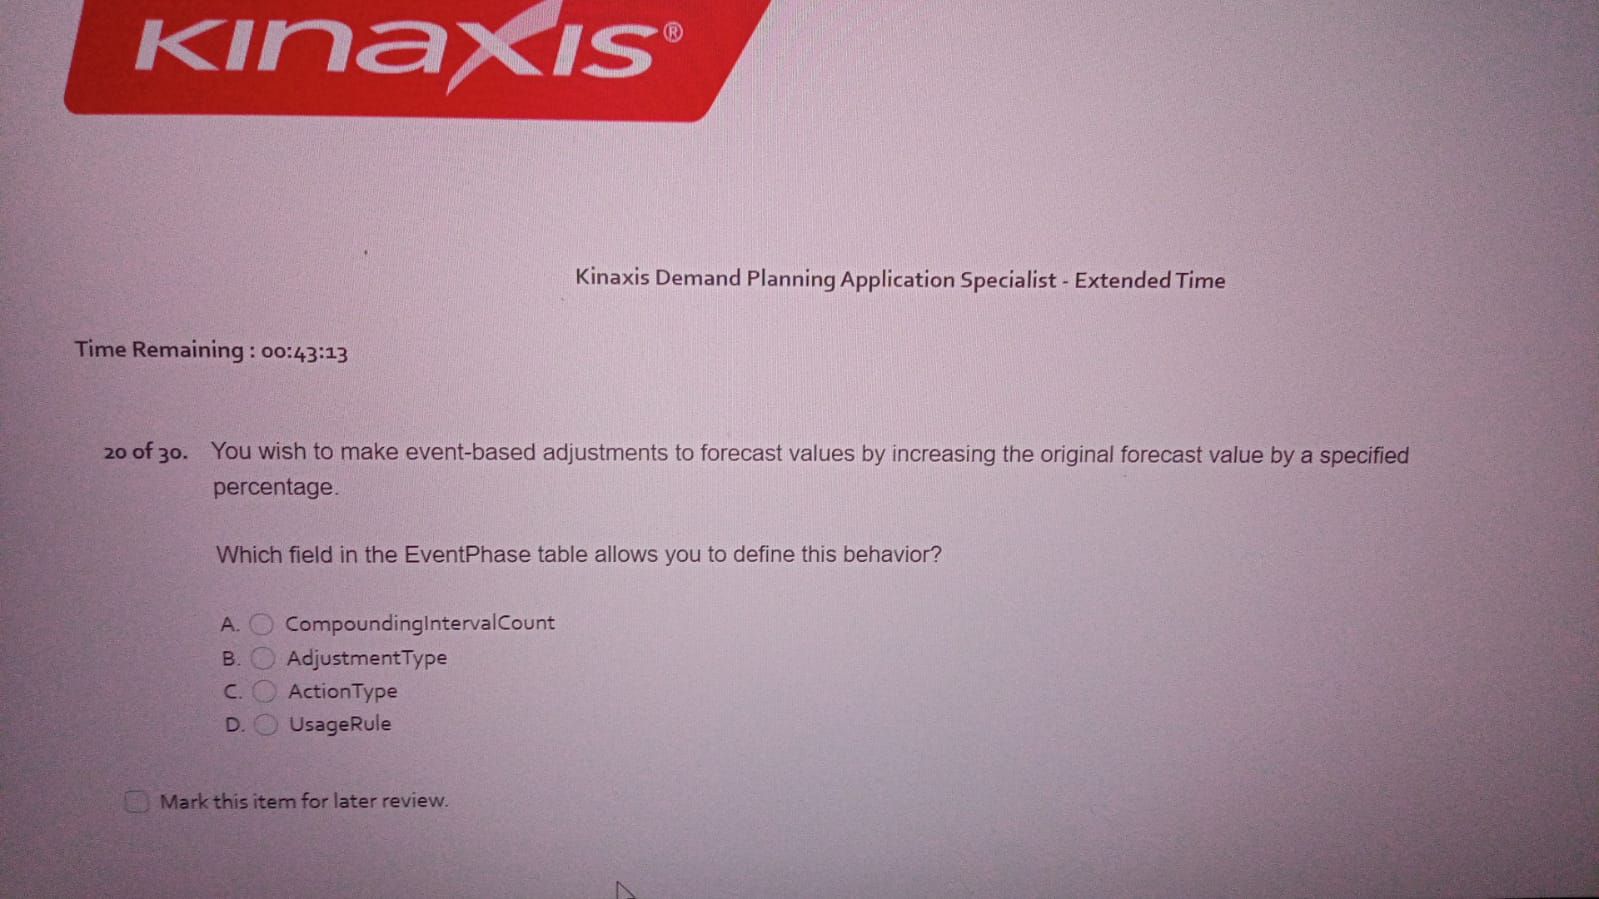 KINAXIS®
Kinaxis Demand Planning Application Specialist - Extended Time
Time Remaining : 00:43:13
20 of 30. You wish to make event-based adjustments to forecast values by increasing the original forecast value by a specified
percentage.
Which field in the EventPhase table allows you to define this behavior?
A. CompoundingIntervalCount
B. AdjustmentType
C. ActionType
D. UsageRule
Mark this item for later review.